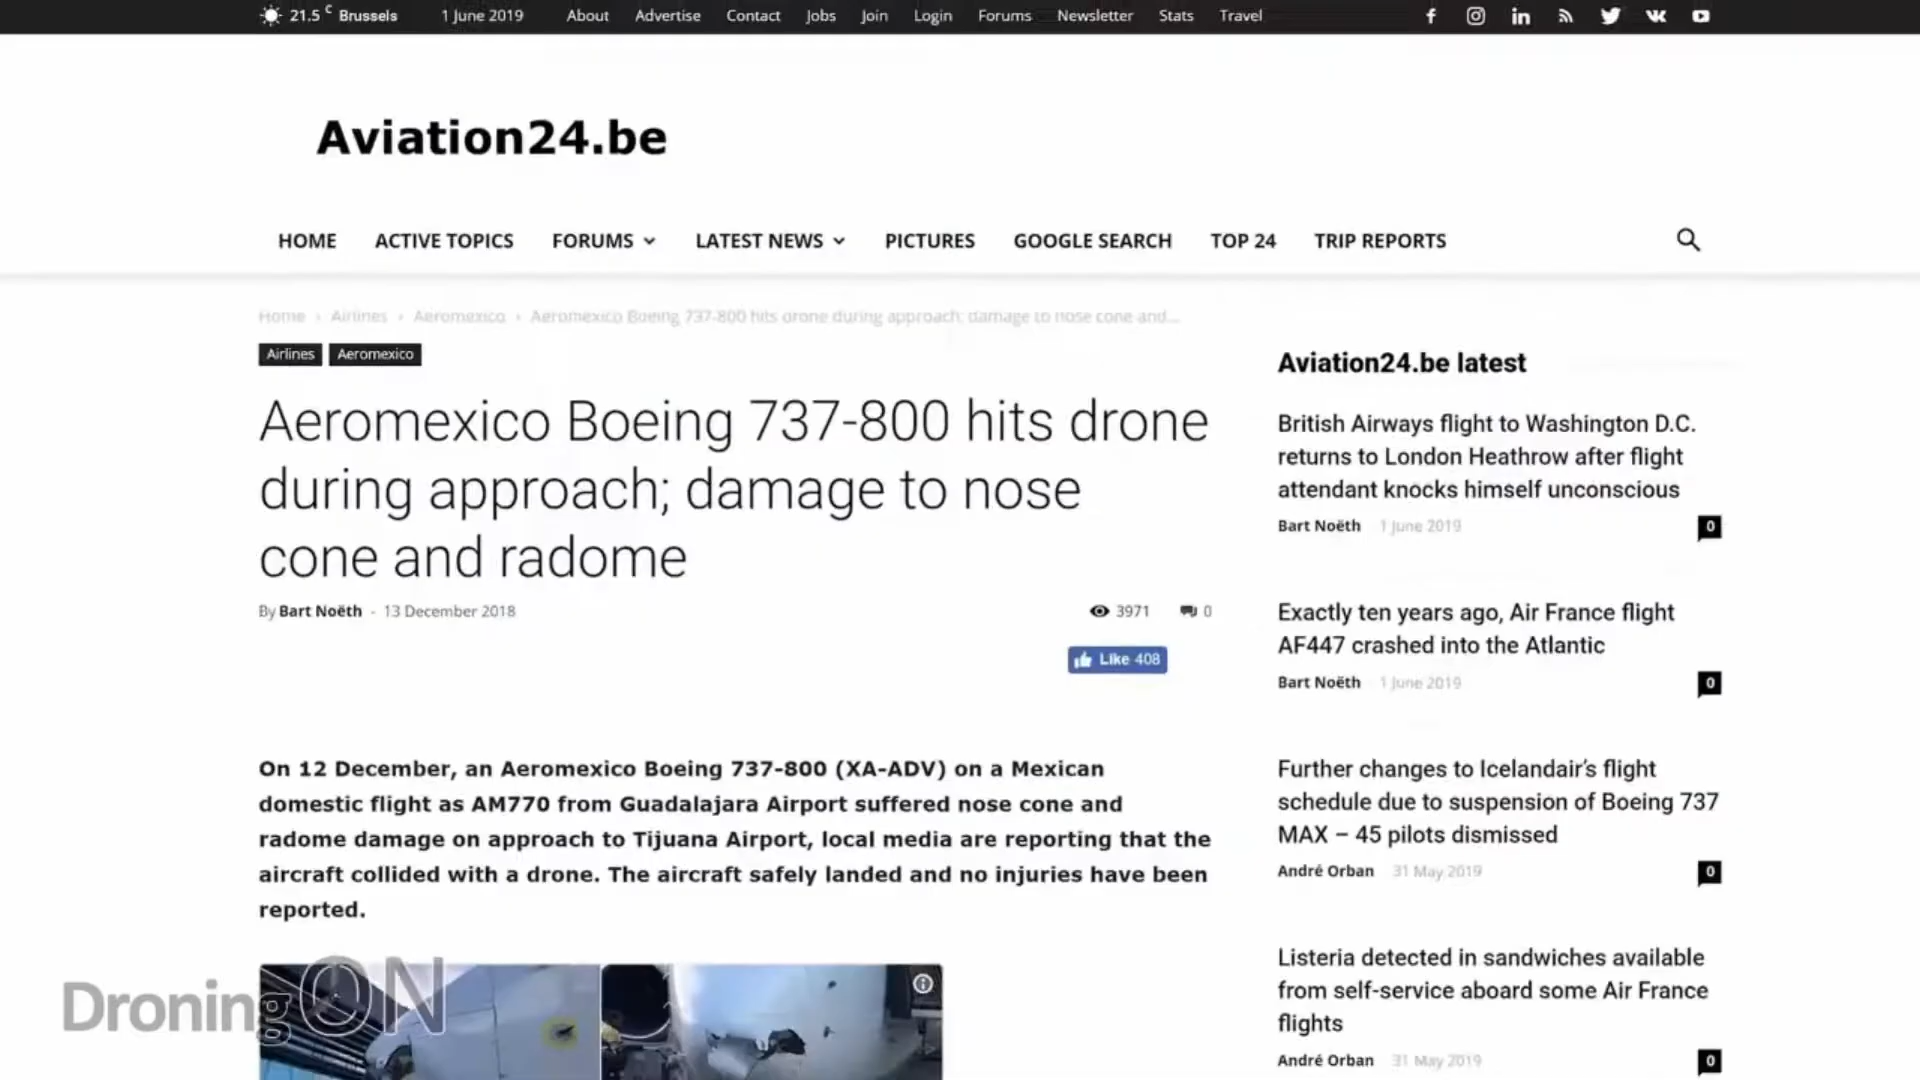 21.5 C Brussels 1 June 2019 About Advertise Contact Jobs Join Login Forums Newsletter Stats Travel
Aviation24.be
HOME ACTIVE TOPICS FORUMS LATEST NEWS PICTURES GOOGLE SEARCH TOP 24 TRIP REPORTS
Home › Airlines › Aeromexico › Aeromexico Boeing 737-800 hits drone during approach; damage to nose cone and...
Airlines Aeromexico
Aeromexico Boeing 737-800 hits drone
during approach; damage to nose
cone and radome
By Bart Noëth - 13 December 2018 3971 0
Like 408
On 12 December, an Aeromexico Boeing 737-800 (XA-ADV) on a Mexican
domestic flight as AM770 from Guadalajara Airport suffered nose cone and
radome damage on approach to Tijuana Airport, local media are reporting that the
aircraft collided with a drone. The aircraft safely landed and no injuries have been
reported.
DroningON
Aviation24.be latest
British Airways flight to Washington D.C.
returns to London Heathrow after flight
attendant knocks himself unconscious
Bart Noëth 1 June 2019 0
Exactly ten years ago, Air France flight
AF447 crashed into the Atlantic
Bart Noëth 1 June 2019 0
Further changes to Icelandair’s flight
schedule due to suspension of Boeing 737
MAX – 45 pilots dismissed
André Orban 31 May 2019 0
Listeria detected in sandwiches available
from self-service aboard some Air France
flights
André Orban 31 May 2019 0